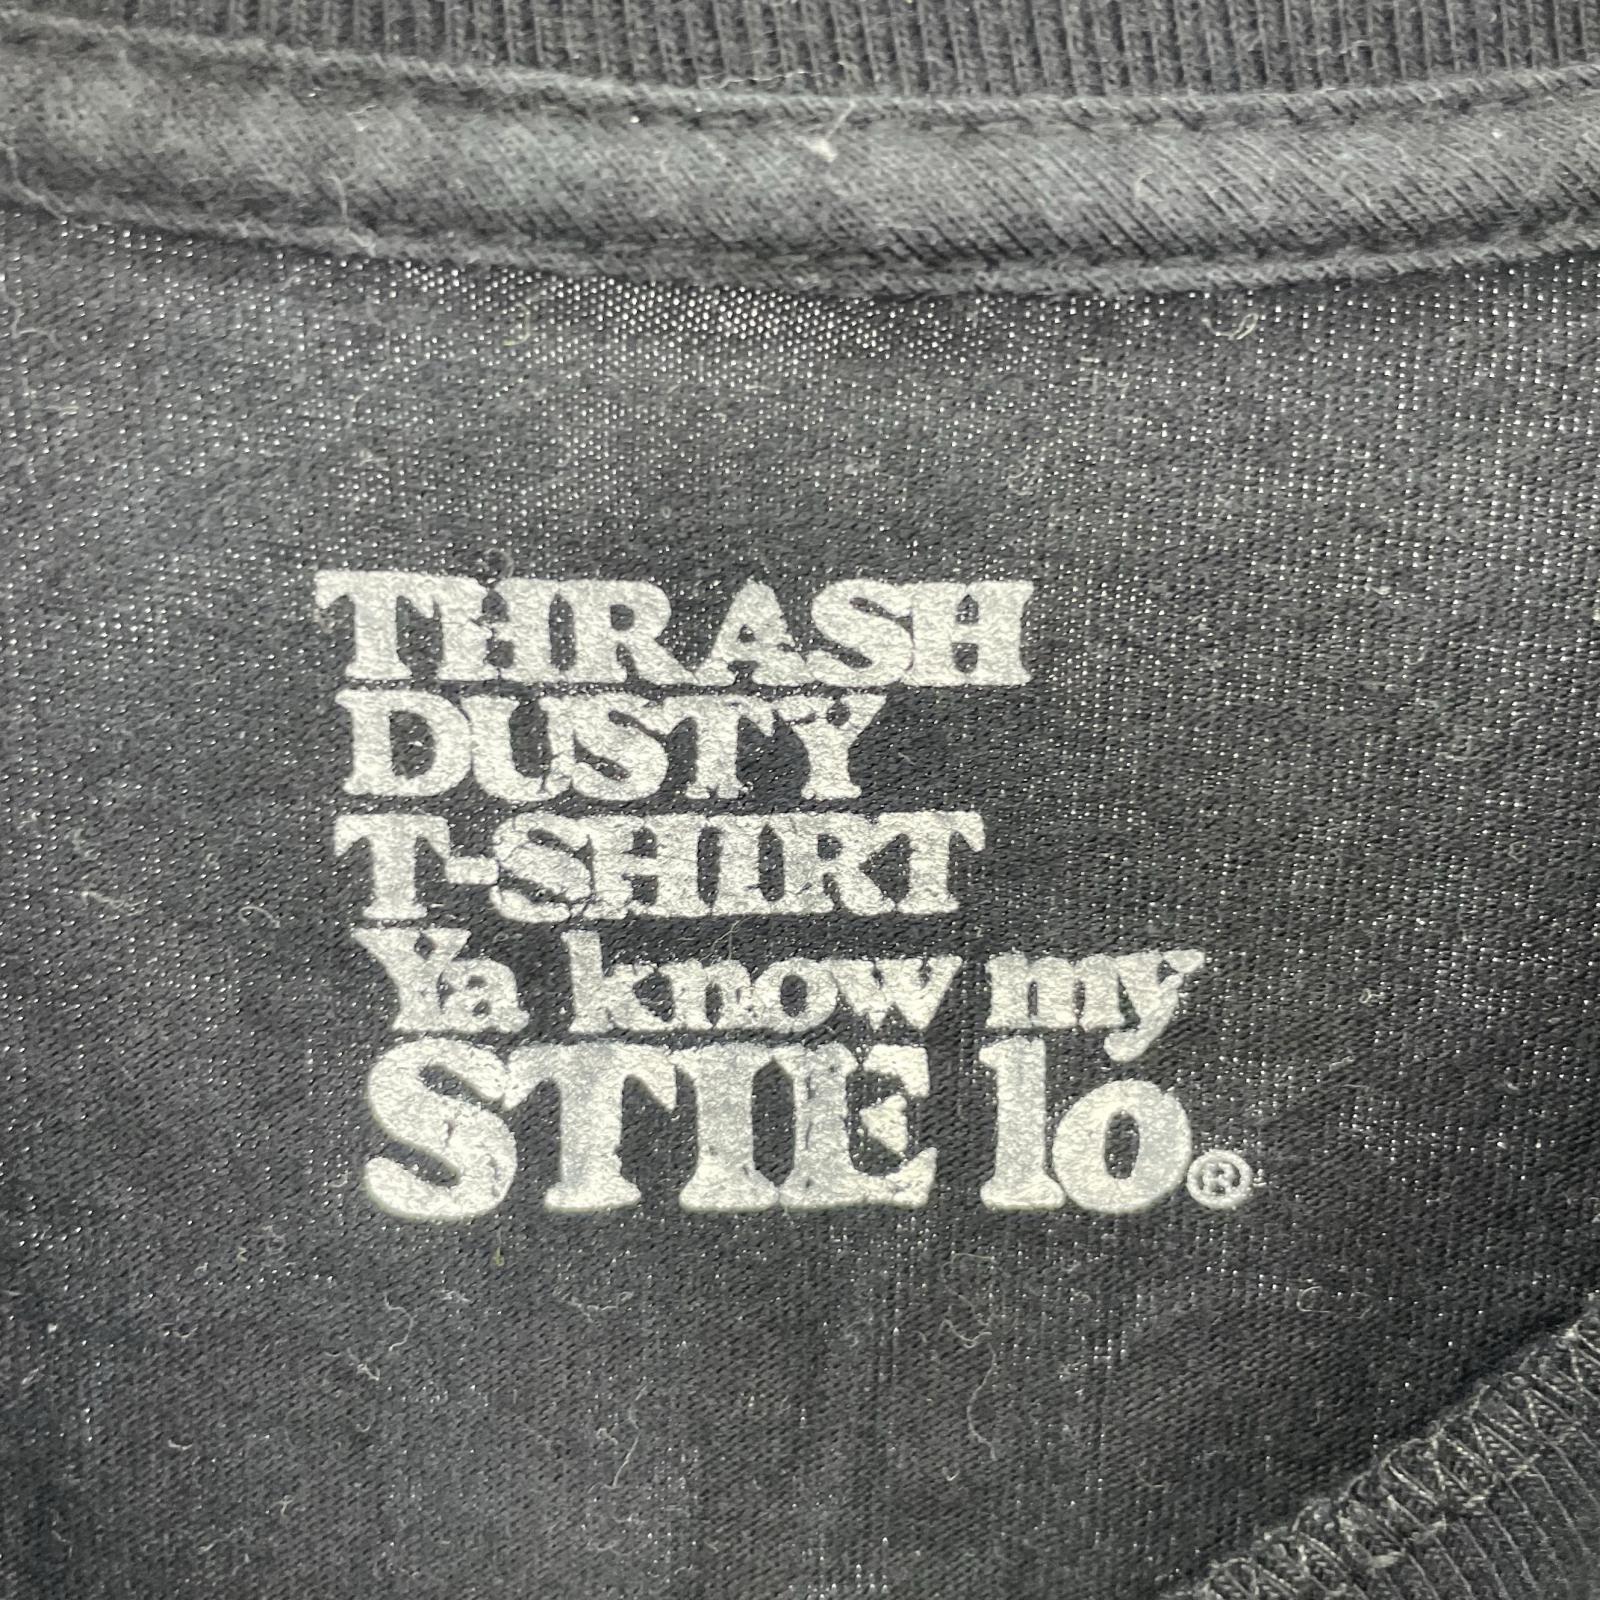 THRASH
DUSTY
T-SHIRT
Ya know my
STIE lo®